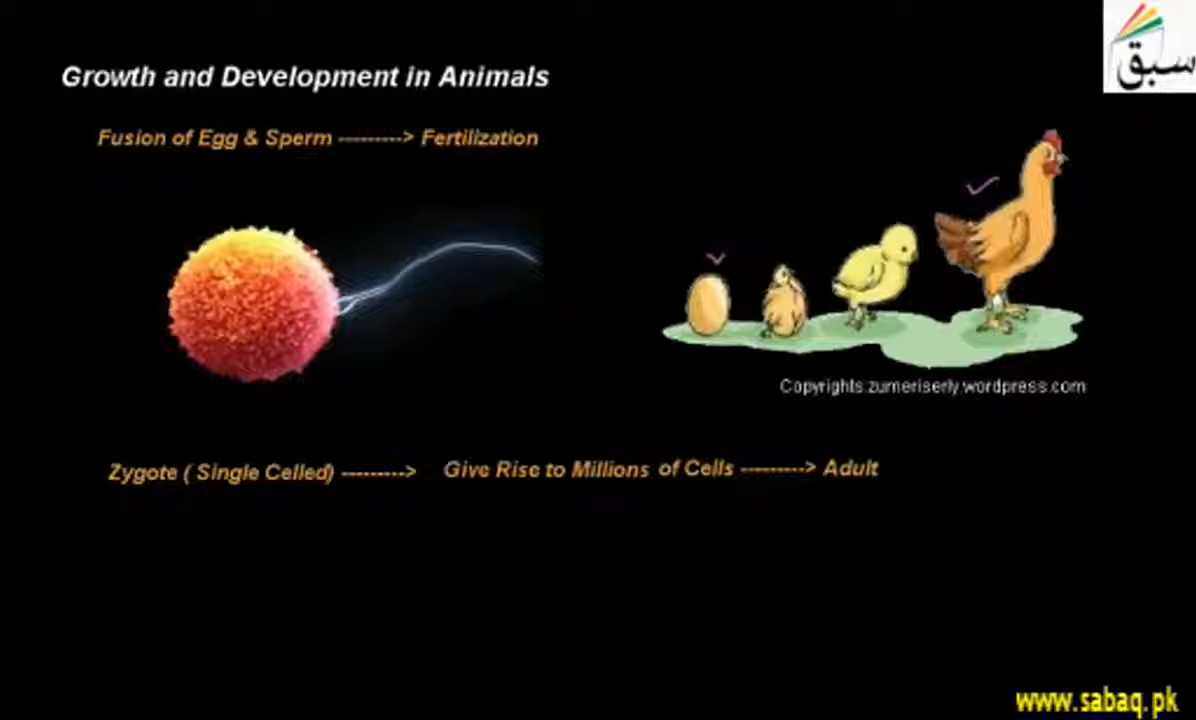 سبق
Growth and Development in Animals
Fusion of Egg & Sperm ---------> Fertilization
Copyrights:zumeriserly.wordpress.com
Zygote ( Single Celled) ---------> Give Rise to Millions of Cells ---------> Adult
www.sabaq.pk